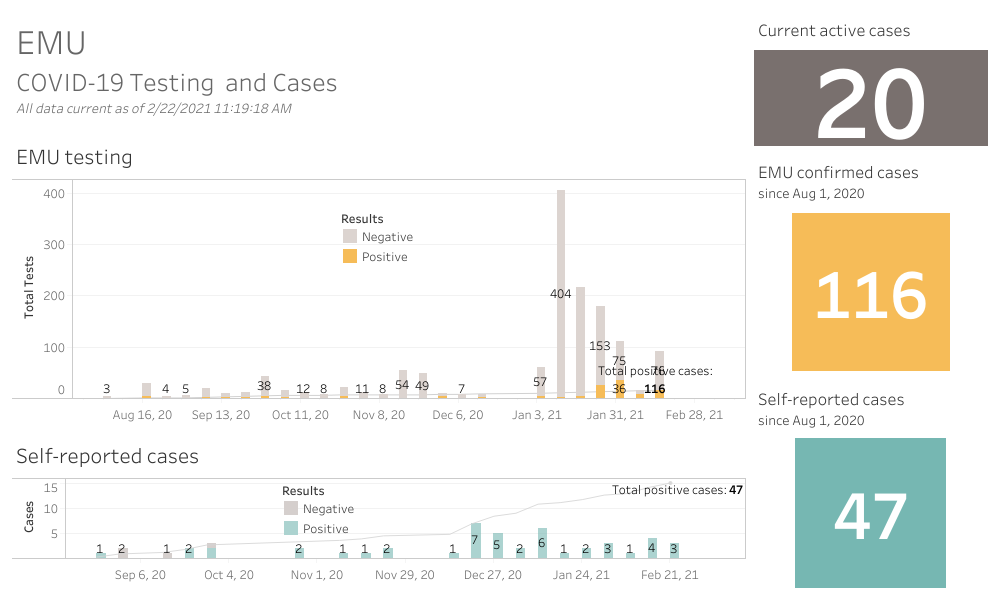 EMU
COVID-19 Testing and Cases
All data current as of 2/22/2021 11:19:18 AM
Current active cases
20
EMU confirmed cases
since Aug 1, 2020
116
Self-reported cases
since Aug 1, 2020
47
EMU testing
Total Tests
400
300
200
100
0
Results
Negative
Positive
3
4
5
38
12
8
11
8
54
49
7
57
404
153
75
36
76
Total positive cases:
116
Aug 16, 20
Sep 13, 20
Oct 11, 20
Nov 8, 20
Dec 6, 20
Jan 3, 21
Jan 31, 21
Feb 28, 21
Self-reported cases
Cases
15
10
5
Results
Negative
Positive
Total positive cases: 47
1
2
1
2
2
1
1
2
1
7
5
2
6
1
2
3
1
4
3
Sep 6, 20
Oct 4, 20
Nov 1, 20
Nov 29, 20
Dec 27, 20
Jan 24, 21
Feb 21, 21